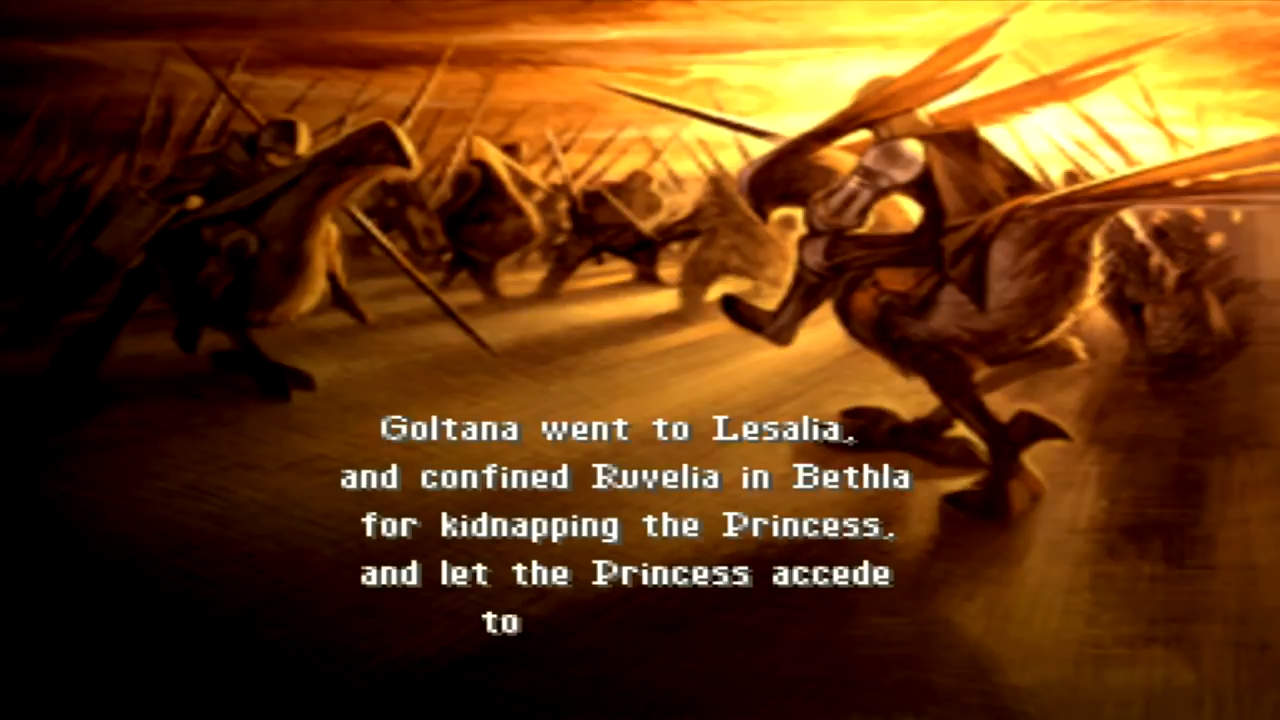 Goltana went to Lesalia,
and confined Ruvelia in Bethla
for kidnapping the Princess,
and let the Princess accede
to